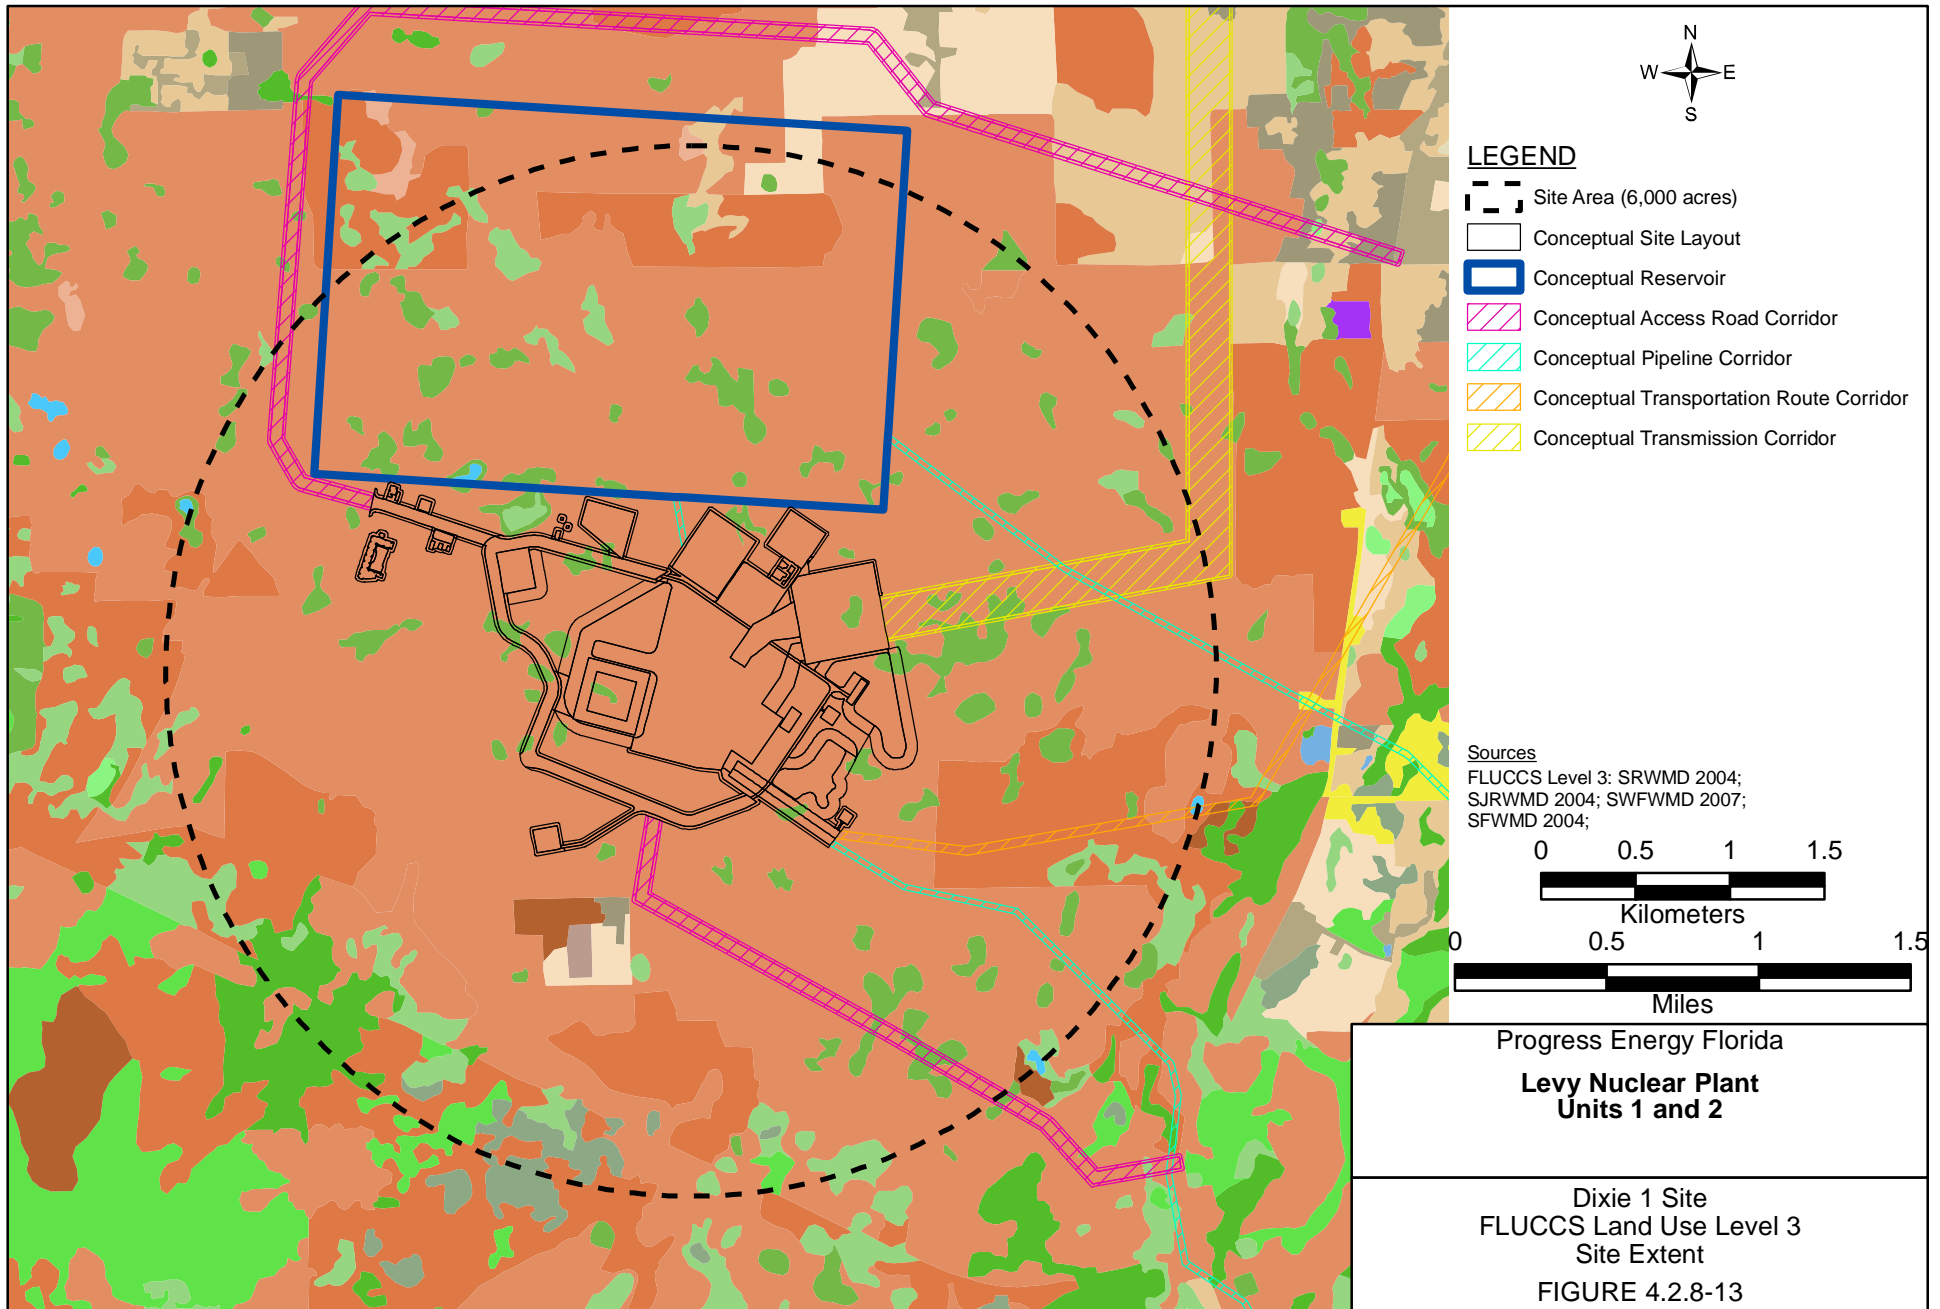 N
W E
S
LEGEND
Site Area (6,000 acres)
Conceptual Site Layout
Conceptual Reservoir
Conceptual Access Road Corridor
Conceptual Pipeline Corridor
Conceptual Transportation Route Corridor
Conceptual Transmission Corridor
Sources
FLUCCS Level 3: SRWMD 2004;
SJRWMD 2004; SWFWMD 2007;
SFWMD 2004;
0 0.5 1 1.5
Kilometers
0 0.5 1 1.5
Miles
Progress Energy Florida
Levy Nuclear Plant
Units 1 and 2
Dixie 1 Site
FLUCCS Land Use Level 3
Site Extent
FIGURE 4.2.8-13